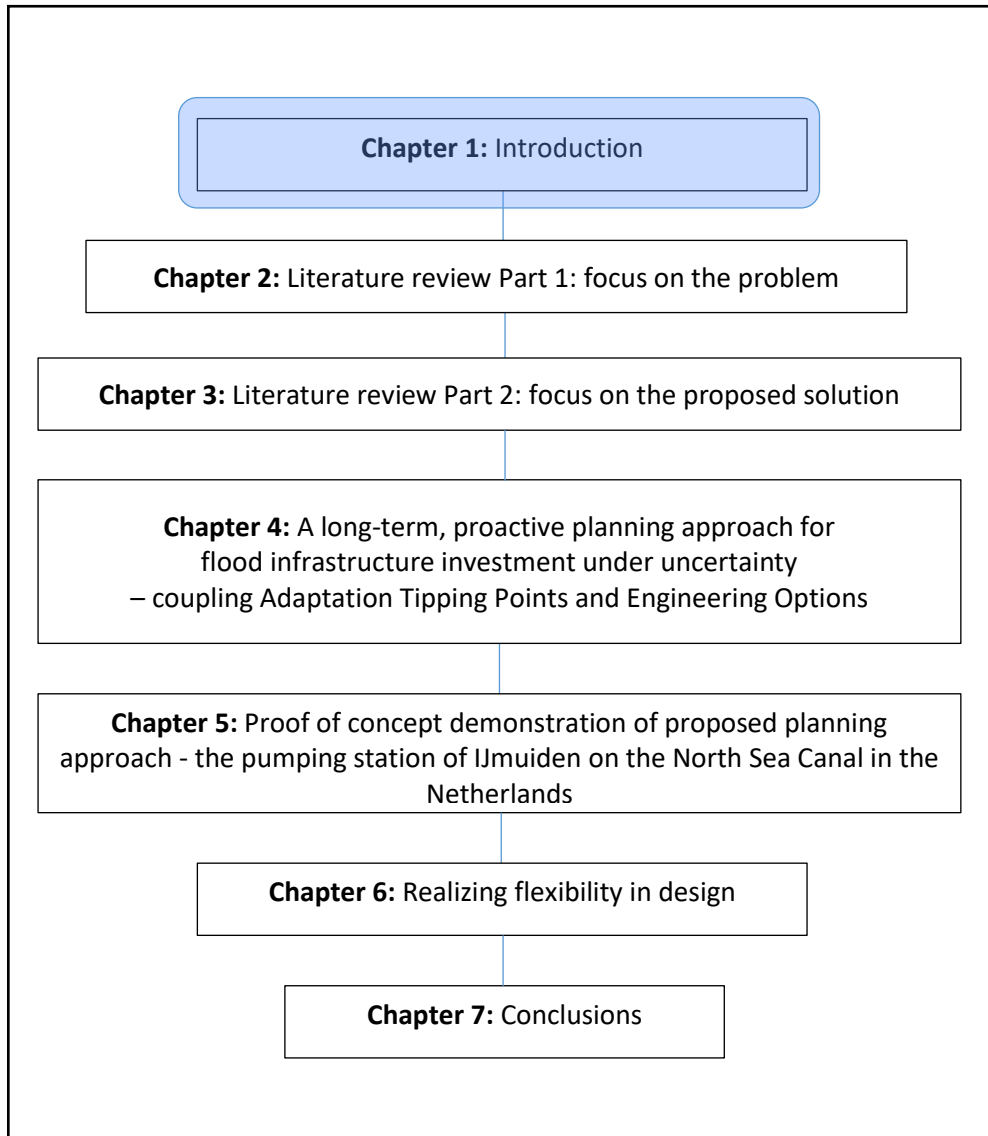 Chapter 1: Introduction
Chapter 2: Literature review Part 1: focus on the problem
Chapter 3: Literature review Part 2: focus on the proposed solution
Chapter 4: A long-term, proactive planning approach for
flood infrastructure investment under uncertainty
– coupling Adaptation Tipping Points and Engineering Options
Chapter 5: Proof of concept demonstration of proposed planning
approach - the pumping station of IJmuiden on the North Sea Canal in the
Netherlands
Chapter 6: Realizing flexibility in design
Chapter 7: Conclusions